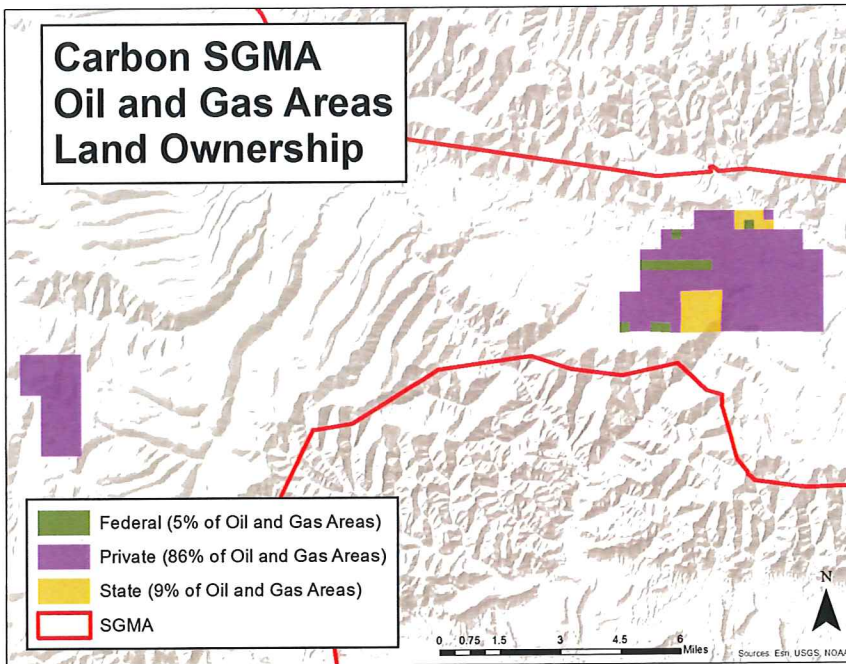 Carbon SGMA
Oil and Gas Areas
Land Ownership
Federal (5% of Oil and Gas Areas)
Private (86% of Oil and Gas Areas)
State (9% of Oil and Gas Areas)
SGMA
0 0.75 1.5 3 4.5 6
Miles
N
Sources: Esri, USGS, NOAA